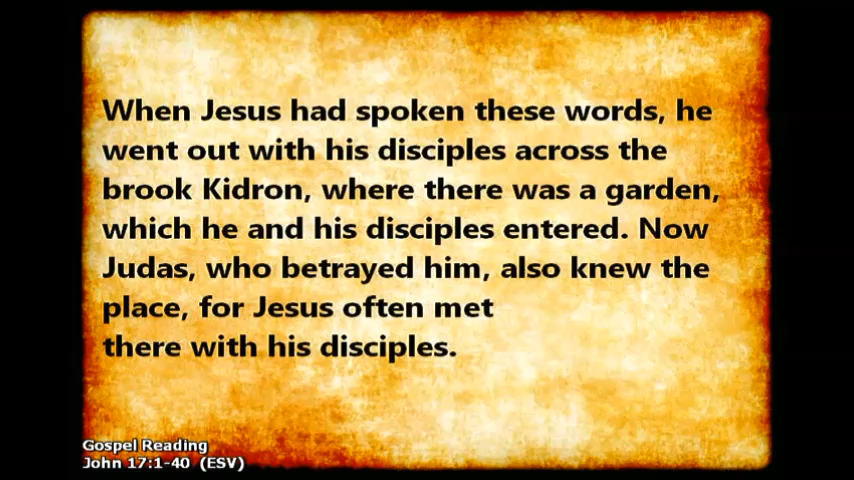 When Jesus had spoken these words, he
went out with his disciples across the
brook Kidron, where there was a garden,
which he and his disciples entered. Now
Judas, who betrayed him, also knew the
place, for Jesus often met
there with his disciples.
Gospel Reading
John 17:1-40 (ESV)